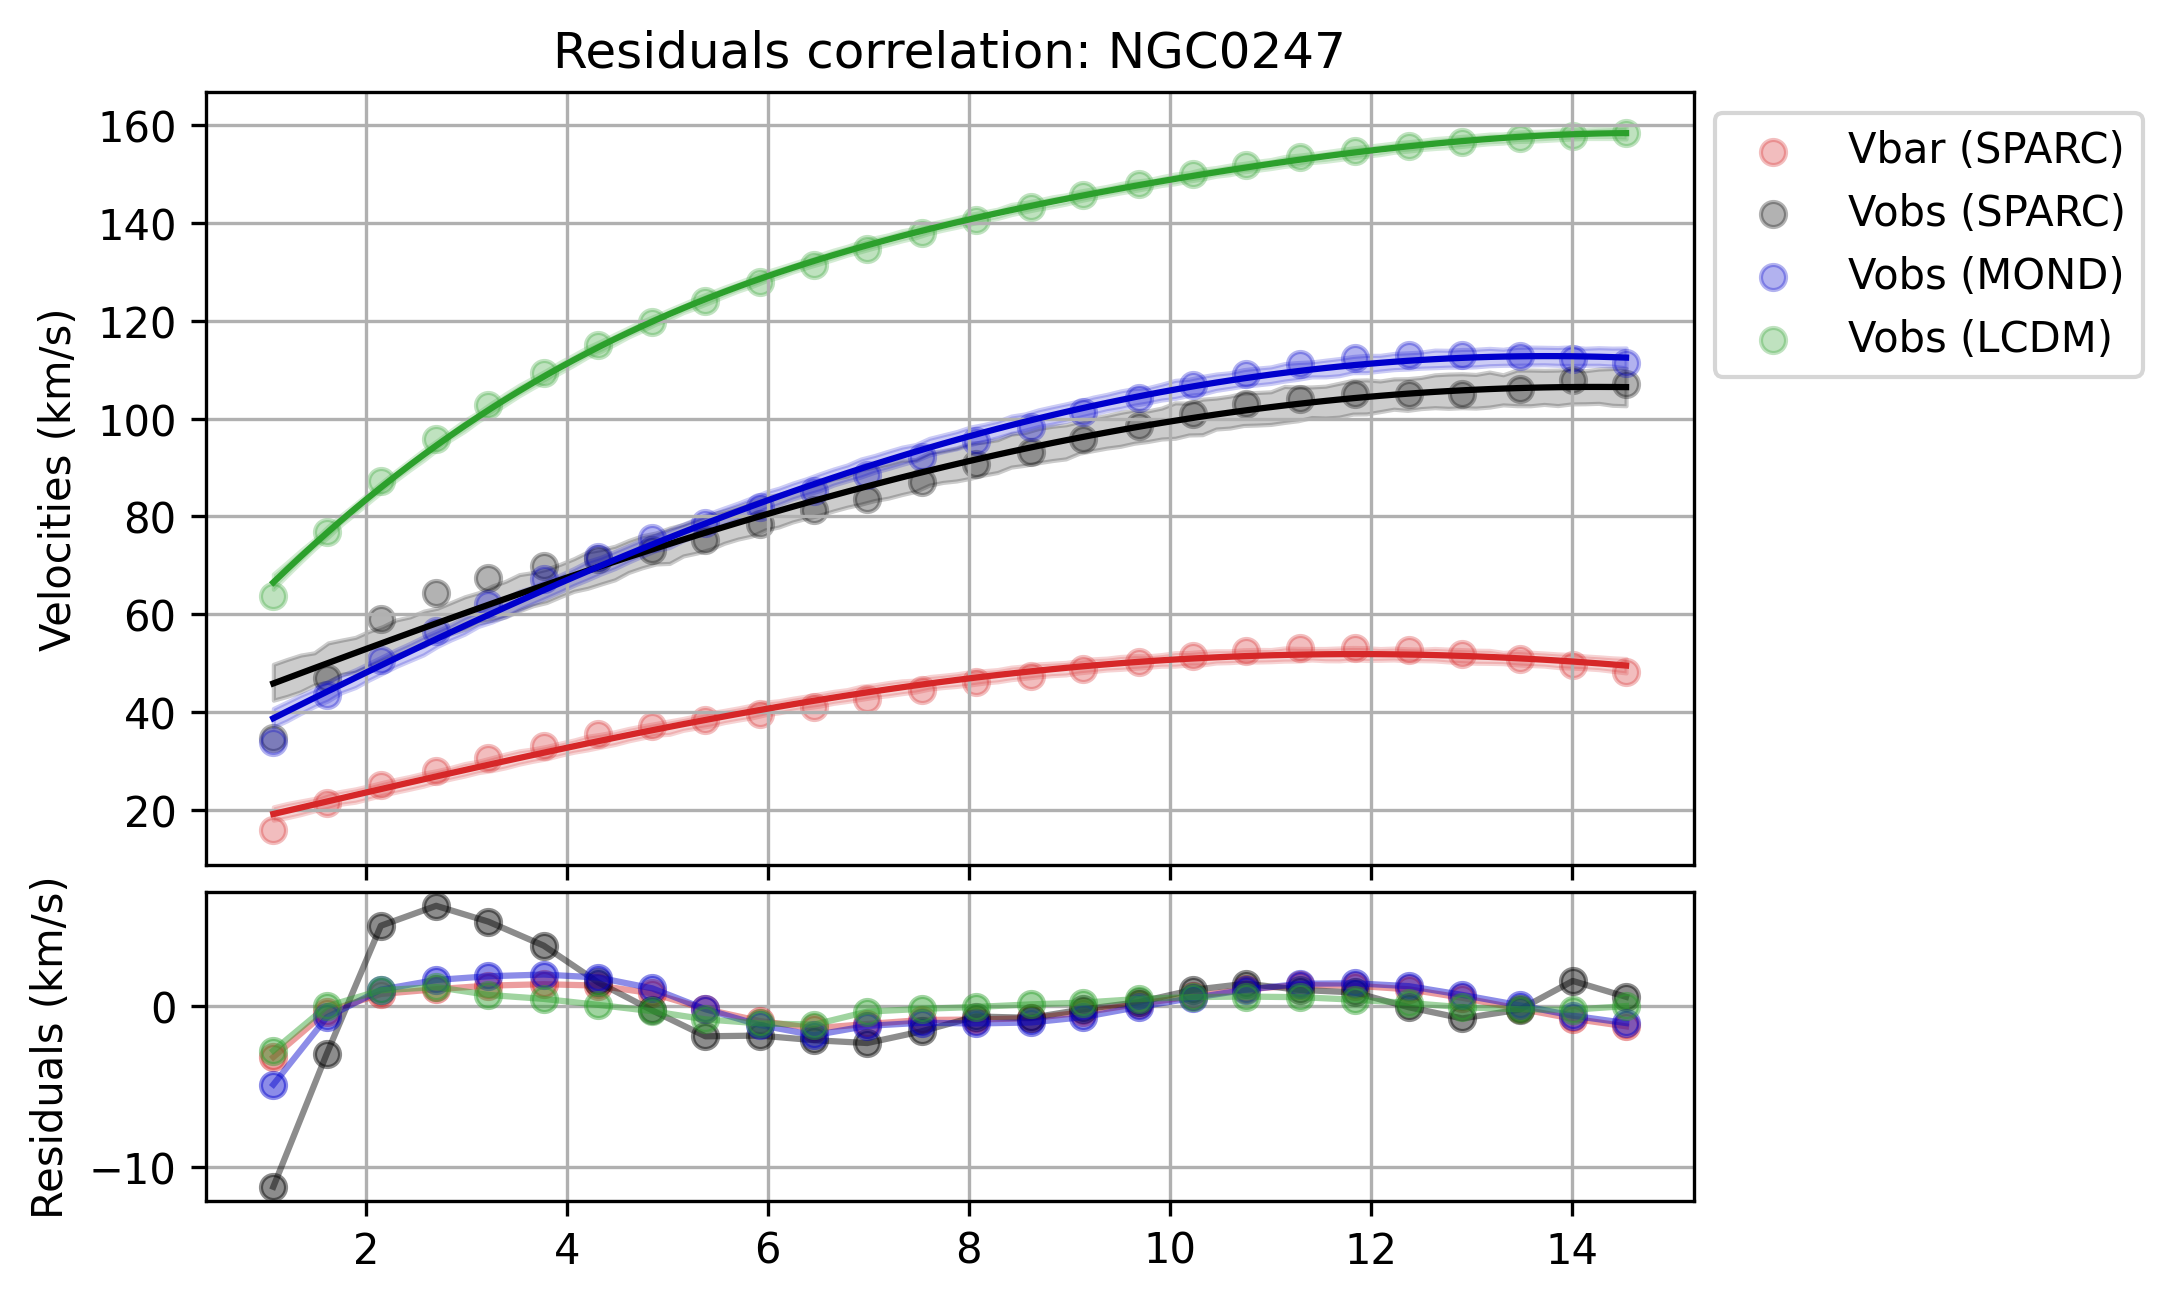 Residuals correlation: NGC0247
160
140
120
100
80
60
40
20
Velocities (km/s)
Vbar (SPARC)
Vobs (SPARC)
Vobs (MOND)
Vobs (LCDM)
0
−10
Residuals (km/s)
2 4 6 8 10 12 14